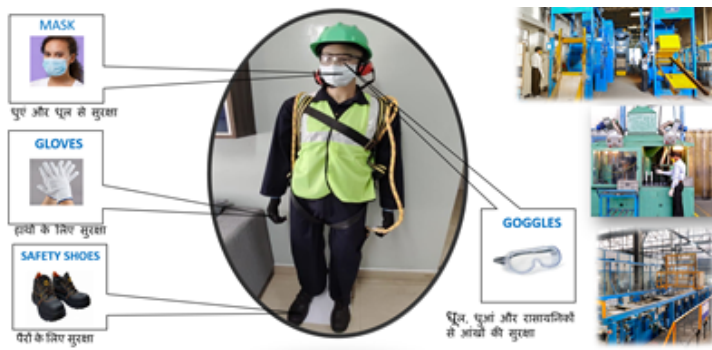 MASK
धुएं और धूल से सुरक्षा
GLOVES
हाथों के लिए सुरक्षा
SAFETY SHOES
पैरों के लिए सुरक्षा
GOGGLES
धूल, धुआं और रासायनिकों
से आंखों की सुरक्षा